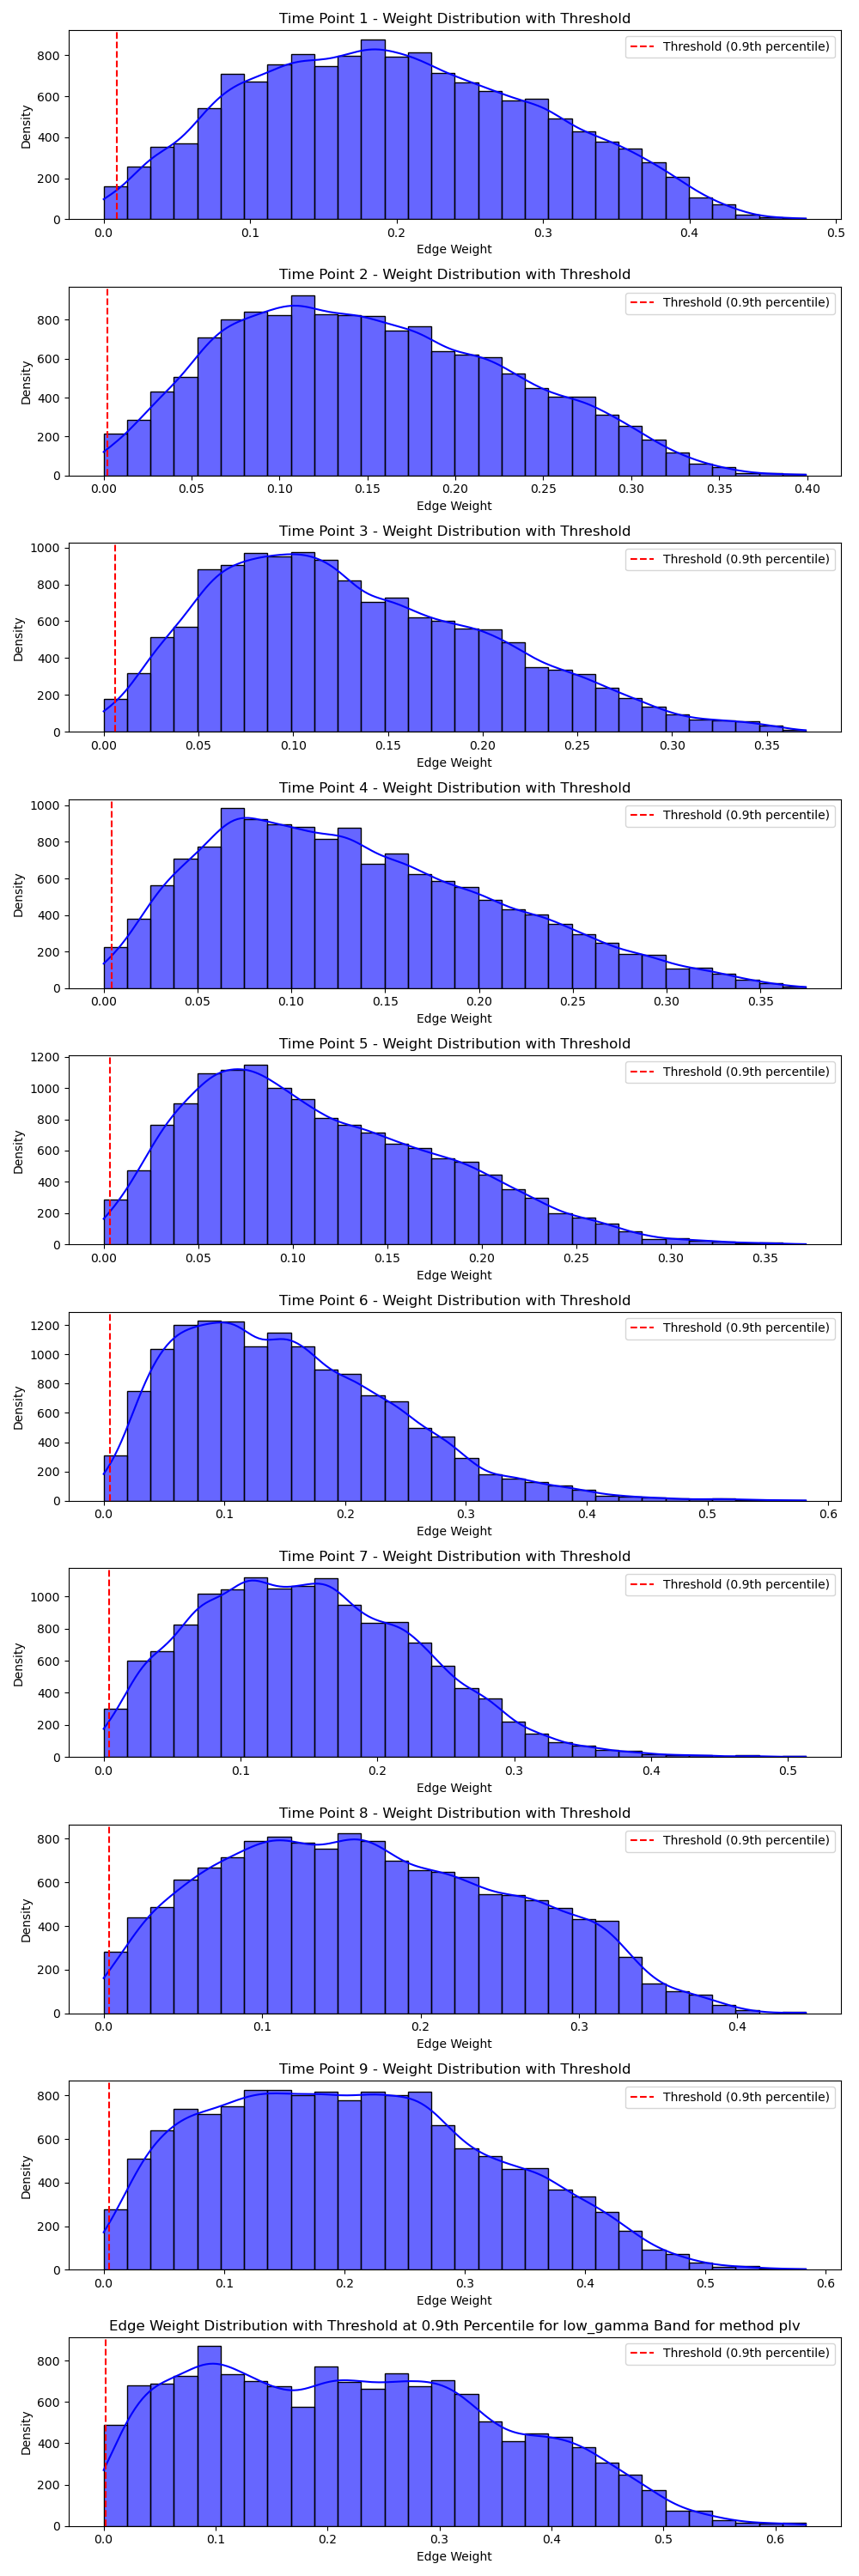 Time Point 1 - Weight Distribution with Threshold
Threshold (0.9th percentile)
Density
800
600
400
200
0
0.0 0.1 0.2 0.3 0.4 0.5
Edge Weight
Time Point 2 - Weight Distribution with Threshold
Threshold (0.9th percentile)
Density
800
600
400
200
0
0.00 0.05 0.10 0.15 0.20 0.25 0.30 0.35 0.40
Edge Weight
Time Point 3 - Weight Distribution with Threshold
Threshold (0.9th percentile)
Density
1000
800
600
400
200
0
0.00 0.05 0.10 0.15 0.20 0.25 0.30 0.35
Edge Weight
Time Point 4 - Weight Distribution with Threshold
Threshold (0.9th percentile)
Density
1000
800
600
400
200
0
0.00 0.05 0.10 0.15 0.20 0.25 0.30 0.35
Edge Weight
Time Point 5 - Weight Distribution with Threshold
Threshold (0.9th percentile)
Density
1200
1000
800
600
400
200
0
0.00 0.05 0.10 0.15 0.20 0.25 0.30 0.35
Edge Weight
Time Point 6 - Weight Distribution with Threshold
Threshold (0.9th percentile)
Density
1200
1000
800
600
400
200
0
0.0 0.1 0.2 0.3 0.4 0.5 0.6
Edge Weight
Time Point 7 - Weight Distribution with Threshold
Threshold (0.9th percentile)
Density
1000
800
600
400
200
0
0.0 0.1 0.2 0.3 0.4 0.5
Edge Weight
Time Point 8 - Weight Distribution with Threshold
Threshold (0.9th percentile)
Density
800
600
400
200
0
0.0 0.1 0.2 0.3 0.4
Edge Weight
Time Point 9 - Weight Distribution with Threshold
Threshold (0.9th percentile)
Density
800
600
400
200
0
0.0 0.1 0.2 0.3 0.4 0.5 0.6
Edge Weight
Edge Weight Distribution with Threshold at 0.9th Percentile for low_gamma Band for method plv
Threshold (0.9th percentile)
Density
800
600
400
200
0
0.0 0.1 0.2 0.3 0.4 0.5 0.6
Edge Weight